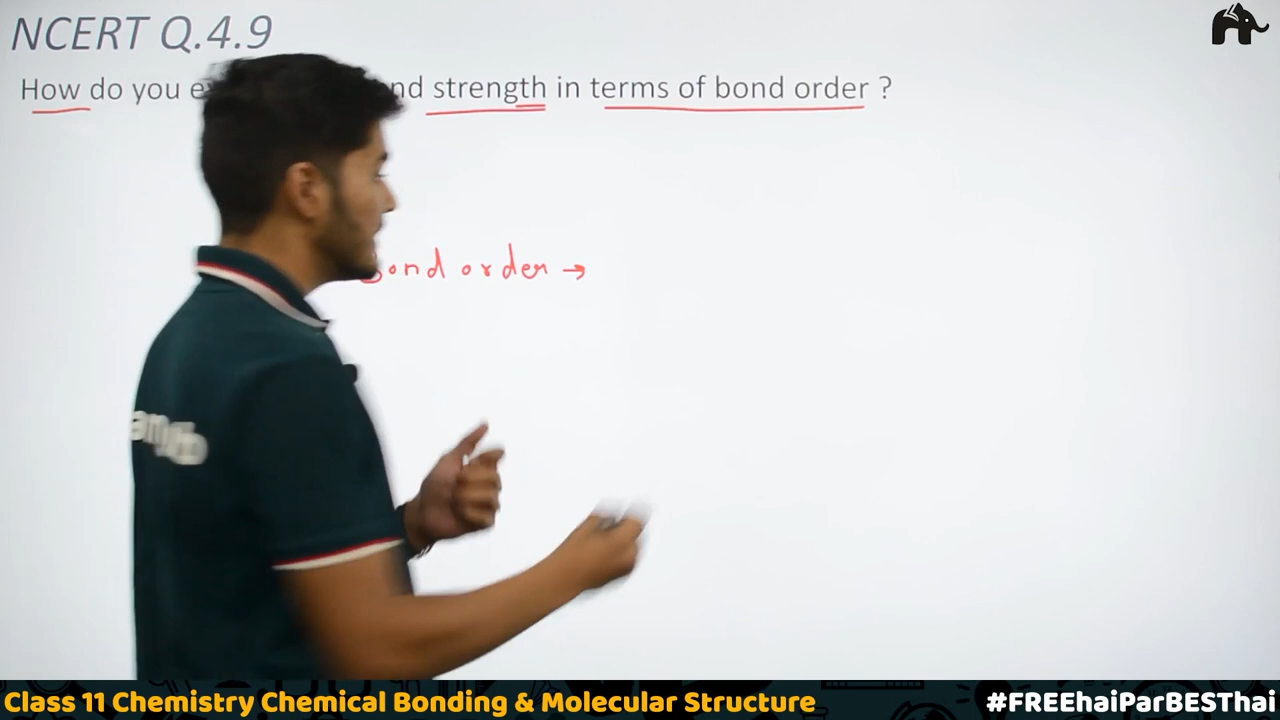 NCERT Q.4.9
How do you strength in terms of bond order ?
ond order →
Class 11 Chemistry Chemical Bonding & Molecular Structure
#FREEhaiParBESThai